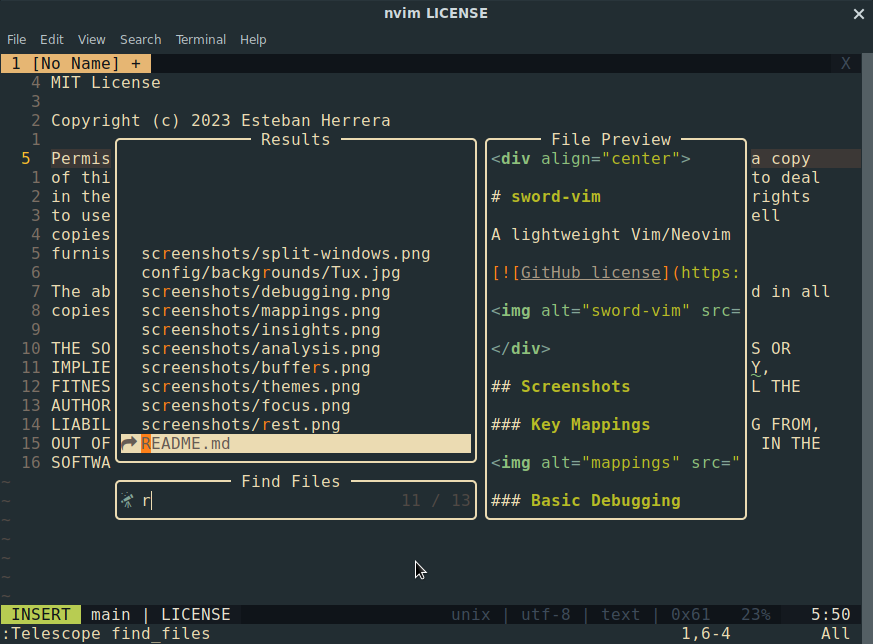 nvim LICENSE
File Edit View Search Terminal Help
1 [No Name] + X
4 MIT License
3
2 Copyright (c) 2023 Esteban Herrera
1
5 Permis a copy
1 of thi to deal
2 in the rights
3 to use ell
4 copies
5 furnis
6
7 The ab d in all
8 copies
9
10 THE SO S OR
11 IMPLIE Y,
12 FITNES L THE
13 AUTHOR
14 LIABIL G FROM,
15 OUT OF IN THE
16 SOFTWA
~
~
~
~
~
~
~
Results
screenshots/split-windows.png
config/backgrounds/Tux.jpg
screenshots/debugging.png
screenshots/mappings.png
screenshots/insights.png
screenshots/analysis.png
screenshots/buffers.png
screenshots/themes.png
screenshots/focus.png
screenshots/rest.png
README.md
Find Files
r 11 / 13
File Preview
<div align="center">
# sword-vim
A lightweight Vim/Neovim
[![GitHub license](https:
<img alt="sword-vim" src=
</div>
## Screenshots
### Key Mappings
<img alt="mappings" src="
### Basic Debugging
INSERT main | LICENSE unix | utf-8 | text | 0x61 23% 5:50
:Telescope find_files 1,6-4 All